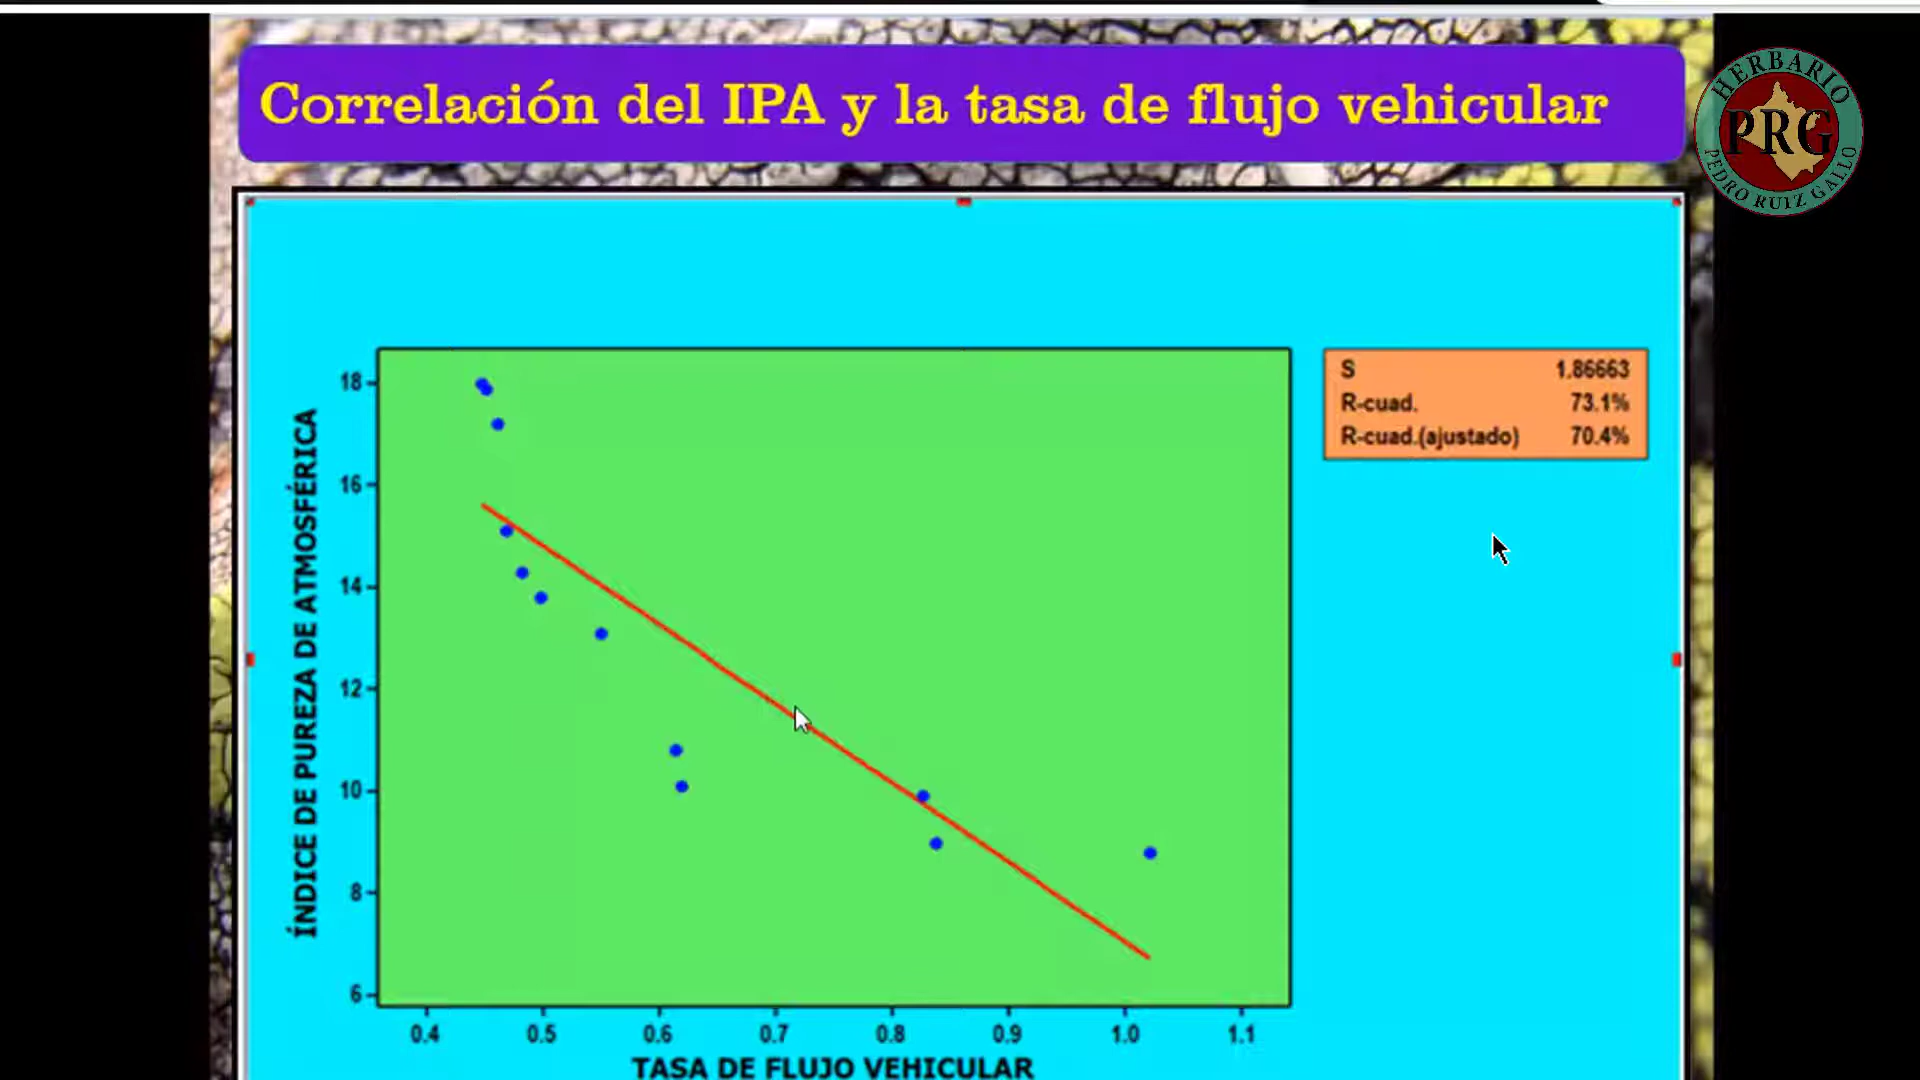 Correlación del IPA y la tasa de flujo vehicular
HERBARIO
PRG
PEDRO RUIZ GALLO
S 1.86663
R-cuad. 73.1%
R-cuad.(ajustado) 70.4%
ÍNDICE DE PUREZA DE ATMOSFÉRICA
18
16
14
12
10
8
6
0.4 0.5 0.6 0.7 0.8 0.9 1.0 1.1
TASA DE FLUJO VEHICULAR